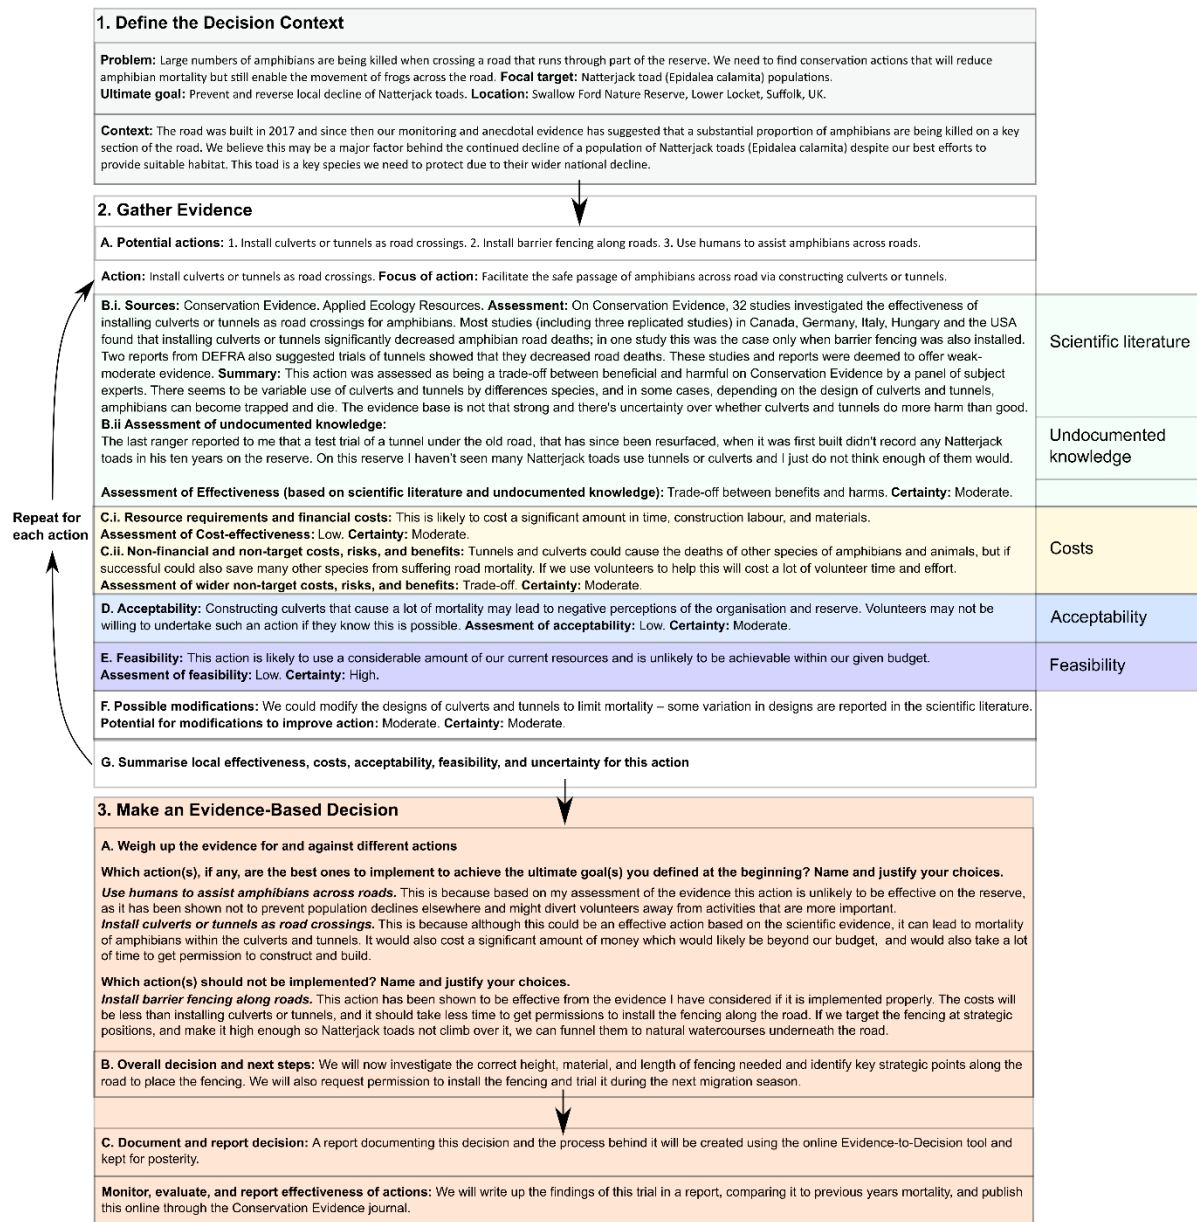 1. Define the Decision Context
Problem: Large numbers of amphibians are being killed when crossing a road that runs through part of the reserve. We need to find conservation actions that will reduce
amphibian mortality but still enable the movement of frogs across the road. Focal target: Natterjack toad (Epidalea calamita) populations.
Ultimate goal: Prevent and reverse local decline of Natterjack toads. Location: Swallow Ford Nature Reserve, Lower Locket, Suffolk, UK.
Context: The road was built in 2017 and since then our monitoring and anecdotal evidence has suggested that a substantial proportion of amphibians are being killed on a key
section of the road. We believe this may be a major factor behind the continued decline of a population of Natterjack toads (Epidalea calamita) despite our best efforts to
provide suitable habitat. This toad is a key species we need to protect due to their wider national decline.
2. Gather Evidence
A. Potential actions: 1. Install culverts or tunnels as road crossings. 2. Install barrier fencing along roads. 3. Use humans to assist amphibians across roads.
Action: Install culverts or tunnels as road crossings. Focus of action: Facilitate the safe passage of amphibians across road via constructing culverts or tunnels.
B.i. Sources: Conservation Evidence. Applied Ecology Resources. Assessment: On Conservation Evidence, 32 studies investigated the effectiveness of
installing culverts or tunnels as road crossings for amphibians. Most studies (including three replicated studies) in Canada, Germany, Italy, Hungary and the USA
found that installing culverts or tunnels significantly decreased amphibian road deaths; in one study this was the case only when barrier fencing was also installed.
Two reports from DEFRA also suggested trials of tunnels showed that they decreased road deaths. These studies and reports were deemed to offer weak-
moderate evidence. Summary: This action was assessed as being a trade-off between beneficial and harmful on Conservation Evidence by a panel of subject
experts. There seems to be variable use of culverts and tunnels by differences species, and in some cases, depending on the design of culverts and tunnels,
amphibians can become trapped and die. The evidence base is not that strong and there's uncertainty over whether culverts and tunnels do more harm than good.
Scientific literature
B.ii Assessment of undocumented knowledge:
The last ranger reported to me that a test trial of a tunnel under the old road, that has since been resurfaced, when it was first built didn't record any Natterjack
toads in his ten years on the reserve. On this reserve I haven't seen many Natterjack toads use tunnels or culverts and I just do not think enough of them would.
Undocumented
knowledge
Assessment of Effectiveness (based on scientific literature and undocumented knowledge): Trade-off between benefits and harms. Certainty: Moderate.
Repeat for
each action
C.i. Resource requirements and financial costs: This is likely to cost a significant amount in time, construction labour, and materials.
Assessment of Cost-effectiveness: Low. Certainty: Moderate.
C.ii. Non-financial and non-target costs, risks, and benefits: Tunnels and culverts could cause the deaths of other species of amphibians and animals, but if
successful could also save many other species from suffering road mortality. If we use volunteers to help this will cost a lot of volunteer time and effort.
Assessment of wider non-target costs, risks, and benefits: Trade-off. Certainty: Moderate.
Costs
D. Acceptability: Constructing culverts that cause a lot of mortality may lead to negative perceptions of the organisation and reserve. Volunteers may not be
willing to undertake such an action if they know this is possible. Assesment of acceptability: Low. Certainty: Moderate.
Acceptability
E. Feasibility: This action is likely to use a considerable amount of our current resources and is unlikely to be achievable within our given budget.
Assesment of feasibility: Low. Certainty: High.
Feasibility
F. Possible modifications: We could modify the designs of culverts and tunnels to limit mortality – some variation in designs are reported in the scientific literature.
Potential for modifications to improve action: Moderate. Certainty: Moderate.
G. Summarise local effectiveness, costs, acceptability, feasibility, and uncertainty for this action
3. Make an Evidence-Based Decision
A. Weigh up the evidence for and against different actions
Which action(s), if any, are the best ones to implement to achieve the ultimate goal(s) you defined at the beginning? Name and justify your choices.
Use humans to assist amphibians across roads. This is because based on my assessment of the evidence this action is unlikely to be effective on the reserve,
as it has been shown not to prevent population declines elsewhere and might divert volunteers away from activities that are more important.
Install culverts or tunnels as road crossings. This is because although this could be an effective action based on the scientific evidence, it can lead to mortality
of amphibians within the culverts and tunnels. It would also cost a significant amount of money which would likely be beyond our budget, and would also take a lot
of time to get permission to construct and build.
Which action(s) should not be implemented? Name and justify your choices.
Install barrier fencing along roads. This action has been shown to be effective from the evidence I have considered if it is implemented properly. The costs will
be less than installing culverts or tunnels, and it should take less time to get permissions to install the fencing along the road. If we target the fencing at strategic
positions, and make it high enough so Natterjack toads not climb over it, we can funnel them to natural watercourses underneath the road.
B. Overall decision and next steps: We will now investigate the correct height, material, and length of fencing needed and identify key strategic points along the
road to place the fencing. We will also request permission to install the fencing and trial it during the next migration season.
C. Document and report decision: A report documenting this decision and the process behind it will be created using the online Evidence-to-Decision tool and
kept for posterity.
Monitor, evaluate, and report effectiveness of actions: We will write up the findings of this trial in a report, comparing it to previous years mortality, and publish
this online through the Conservation Evidence journal.